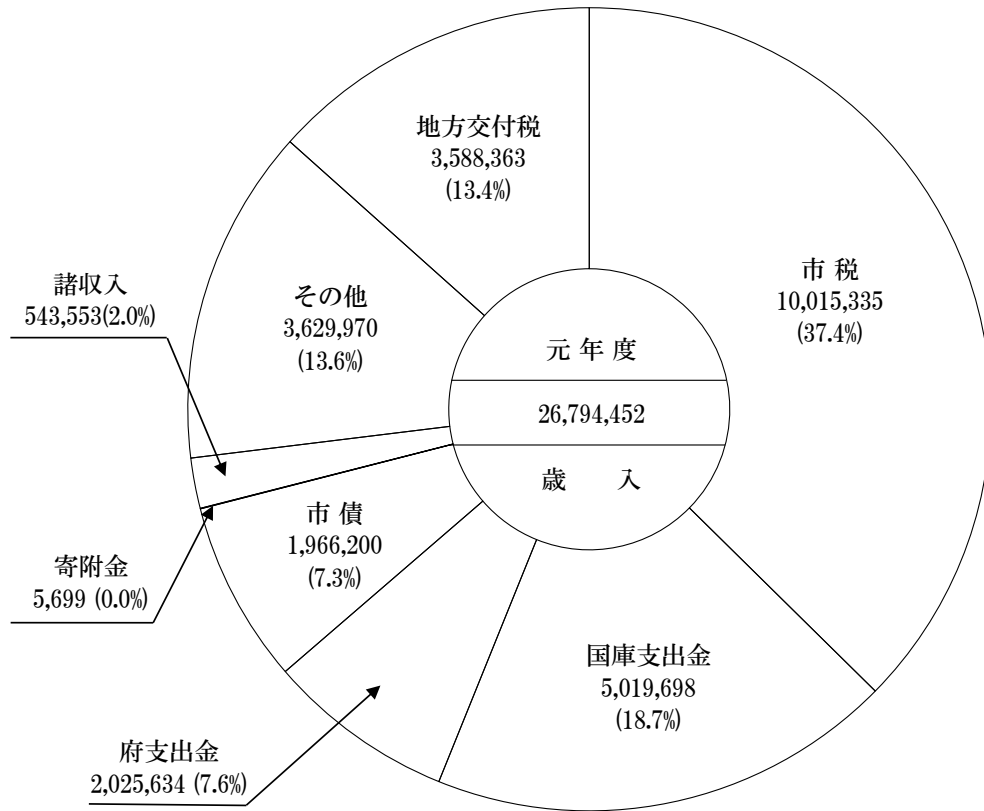 地方交付税
3,588,363
(13.4%)
市 税
10,015,335
(37.4%)
諸収入
543,553(2.0%)
その他
3,629,970
(13.6%)
元 年 度
26,794,452
歳 入
市 債
1,966,200
(7.3%)
寄附金
5,699 (0.0%)
国庫支出金
5,019,698
(18.7%)
府支出金
2,025,634 (7.6%)